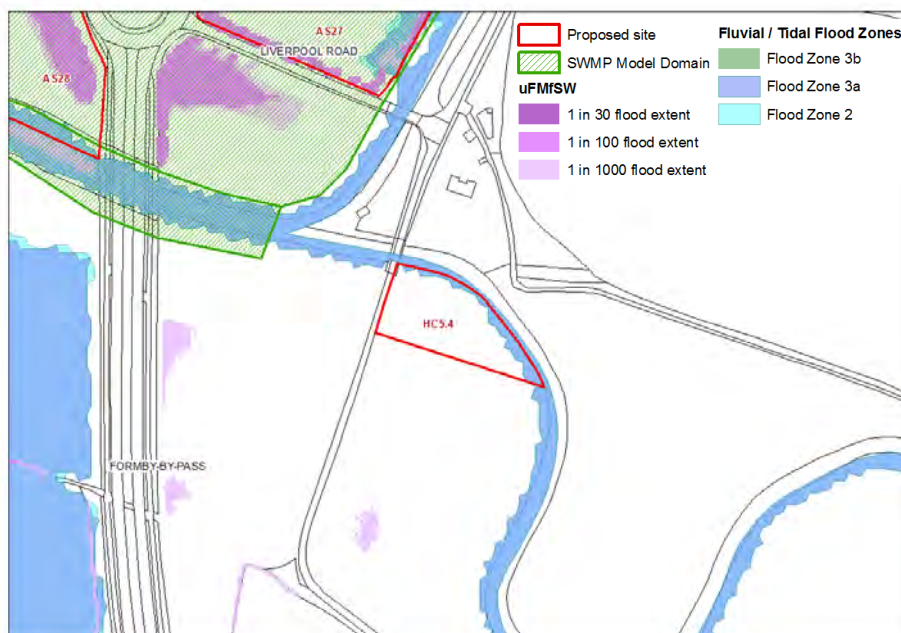 AS27
LIVERPOOL ROAD
AS28
HC5.4
FORMBY-BY-PASS
Proposed site
SWMP Model Domain
uFMfSW
1 in 30 flood extent
1 in 100 flood extent
1 in 1000 flood extent
Fluvial / Tidal Flood Zones
Flood Zone 3b
Flood Zone 3a
Flood Zone 2